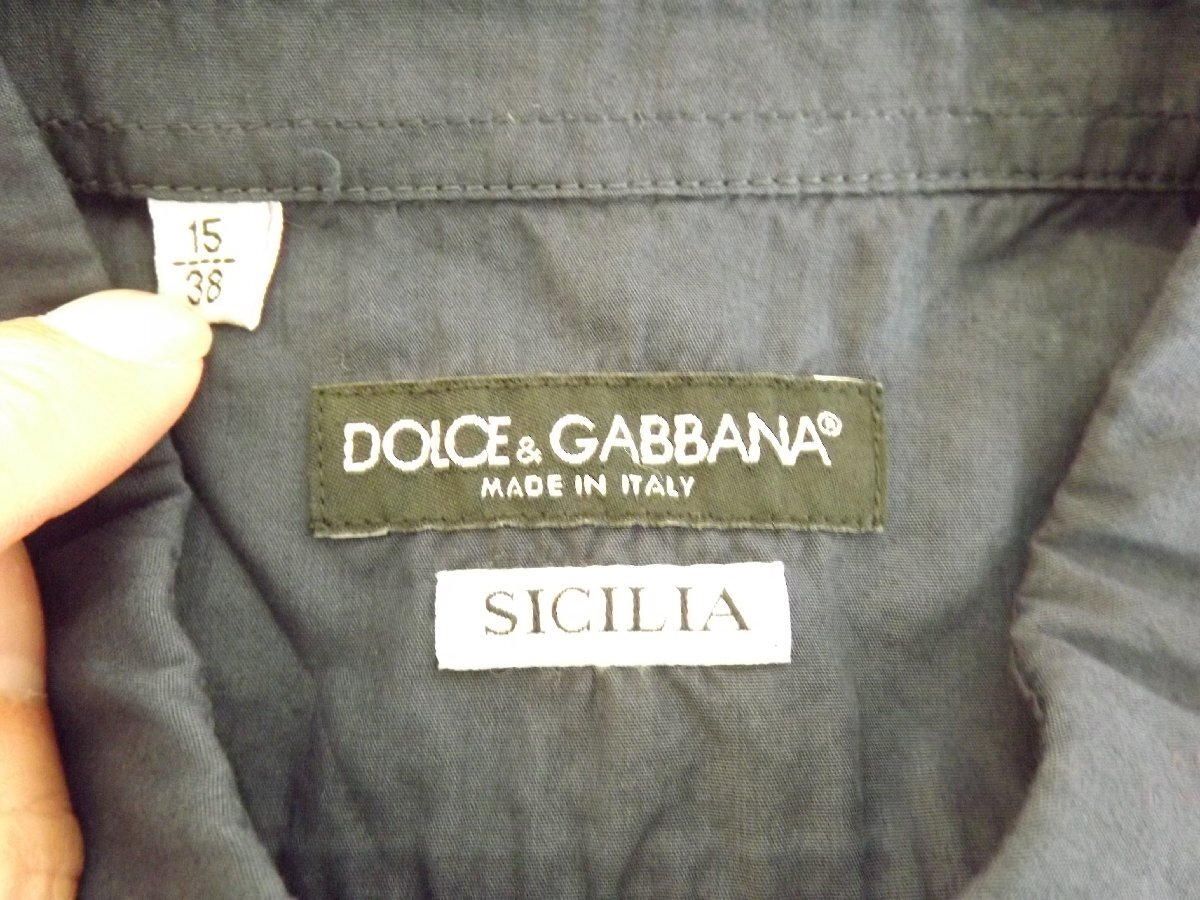 15
38
DOLCE & GABBANA®
MADE IN ITALY
SICILIA